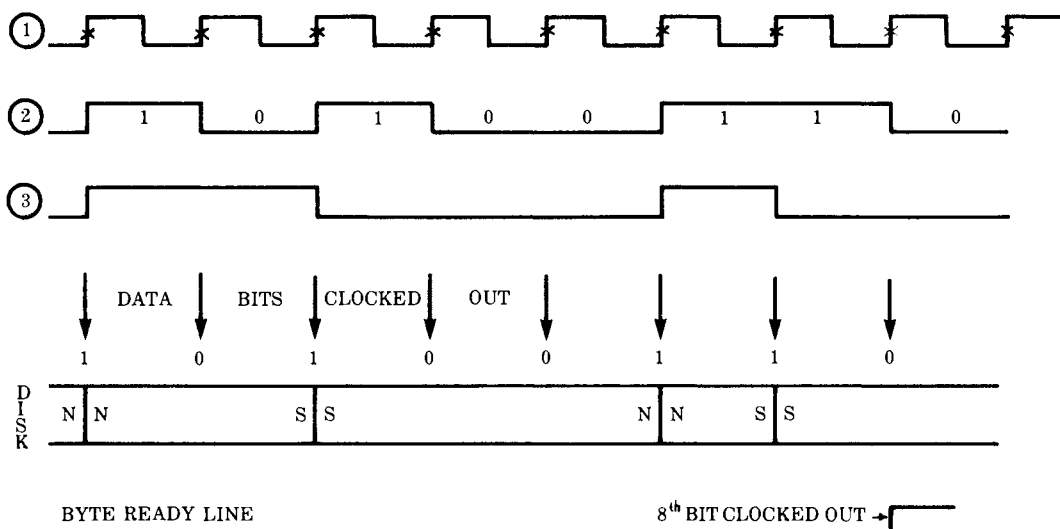 1
2
1 0 1 0 0 1 1 0
3
DATA BITS CLOCKED OUT
1 0 1 0 0 1 1 0
DISK
N N S S N N S S
BYTE READY LINE 8th BIT CLOCKED OUT →